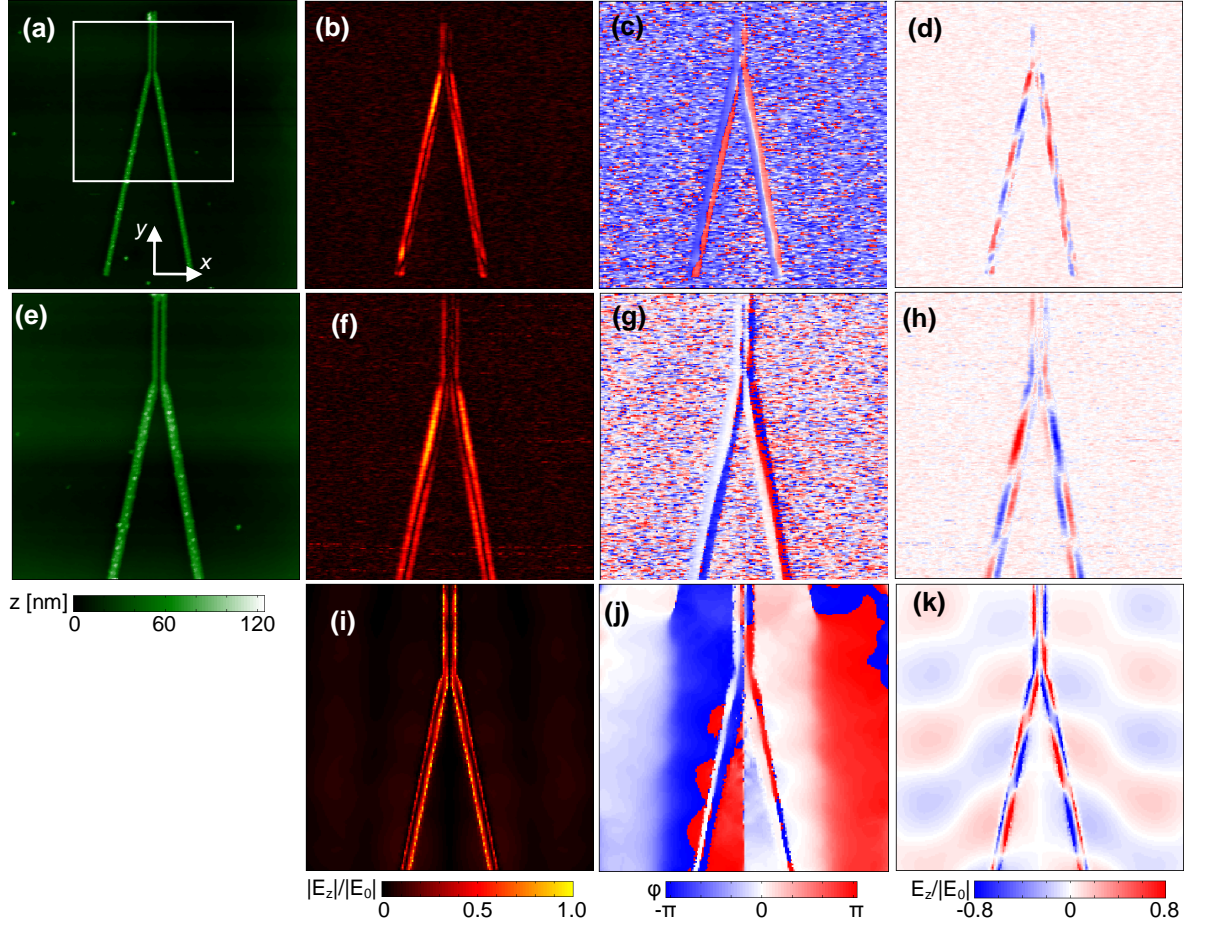 (a)
(b)
(c)
(d)
y
x
(e)
(f)
(g)
(h)
z [nm]
0 60 120
(i)
(j)
(k)
|E_z|/|E_0|
0 0.5 1.0
φ
-π 0 π
E_z/|E_0|
-0.8 0 0.8